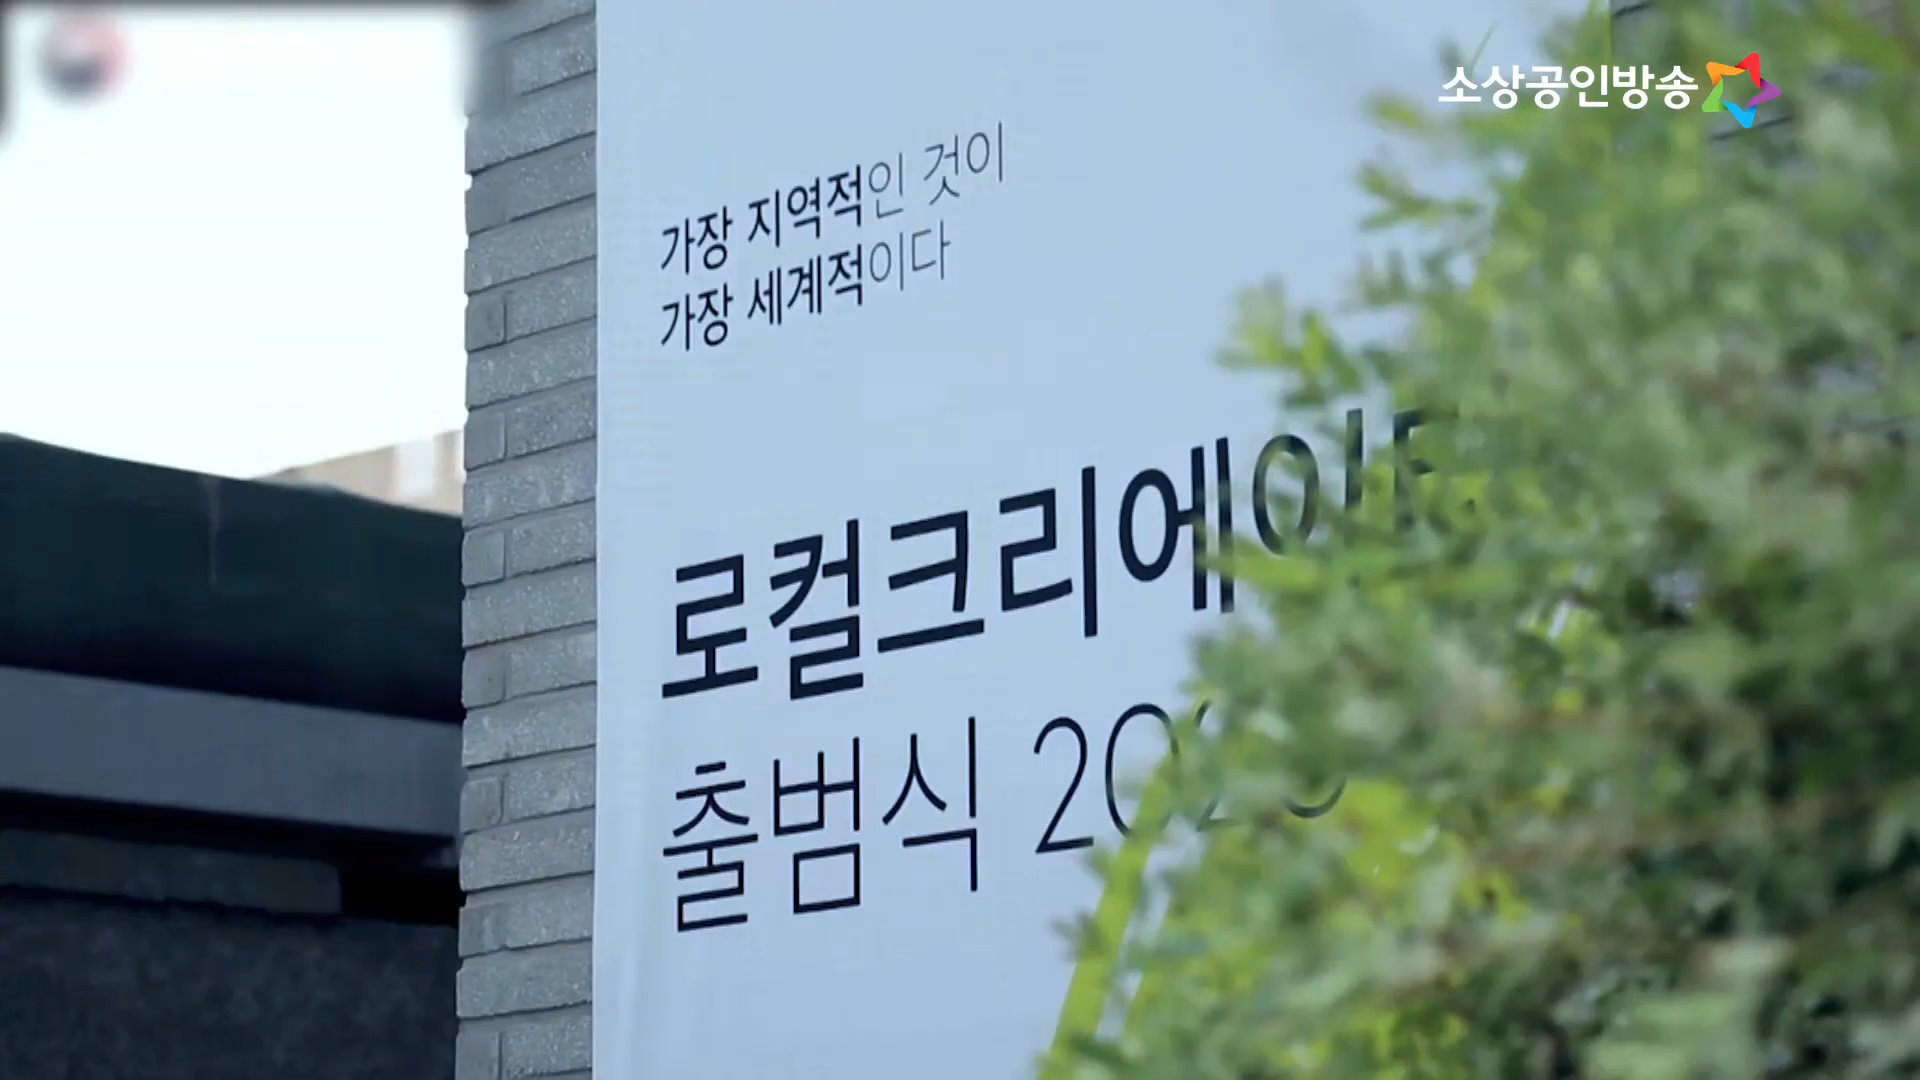 소상공인방송
가장 지역적인 것이
가장 세계적이다
로컬크리에이터
출범식